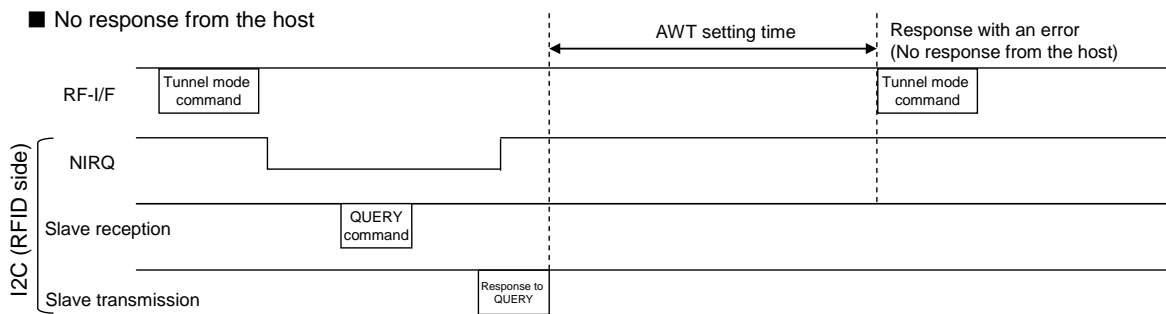 ■ No response from the host
AWT setting time
Response with an error
(No response from the host)
RF-I/F
Tunnel mode
command
Tunnel mode
command
I2C (RFID side)
NIRQ
Slave reception
QUERY
command
Slave transmission
Response to
QUERY